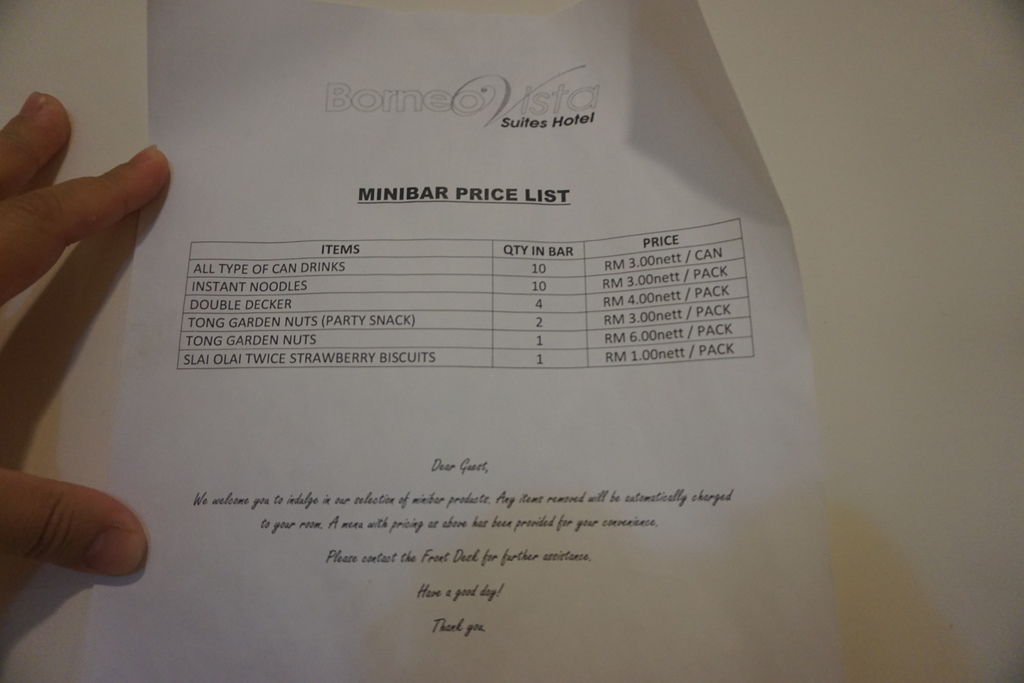 Borneo Vista
Suites Hotel
MINIBAR PRICE LIST
ITEMS QTY IN BAR PRICE
ALL TYPE OF CAN DRINKS 10 RM 3.00nett / CAN
INSTANT NOODLES 10 RM 3.00nett / PACK
DOUBLE DECKER 4 RM 4.00nett / PACK
TONG GARDEN NUTS (PARTY SNACK) 2 RM 3.00nett / PACK
TONG GARDEN NUTS 1 RM 6.00nett / PACK
SLAI OLAI TWICE STRAWBERRY BISCUITS 1 RM 1.00nett / PACK
Dear Guest,
We welcome you to indulge in our selection of minibar products. Any items removed will be automatically charged
to your room. A menu with pricing as above has been provided for your convenience.
Please contact the Front Desk for further assistance.
Have a good day!
Thank you.